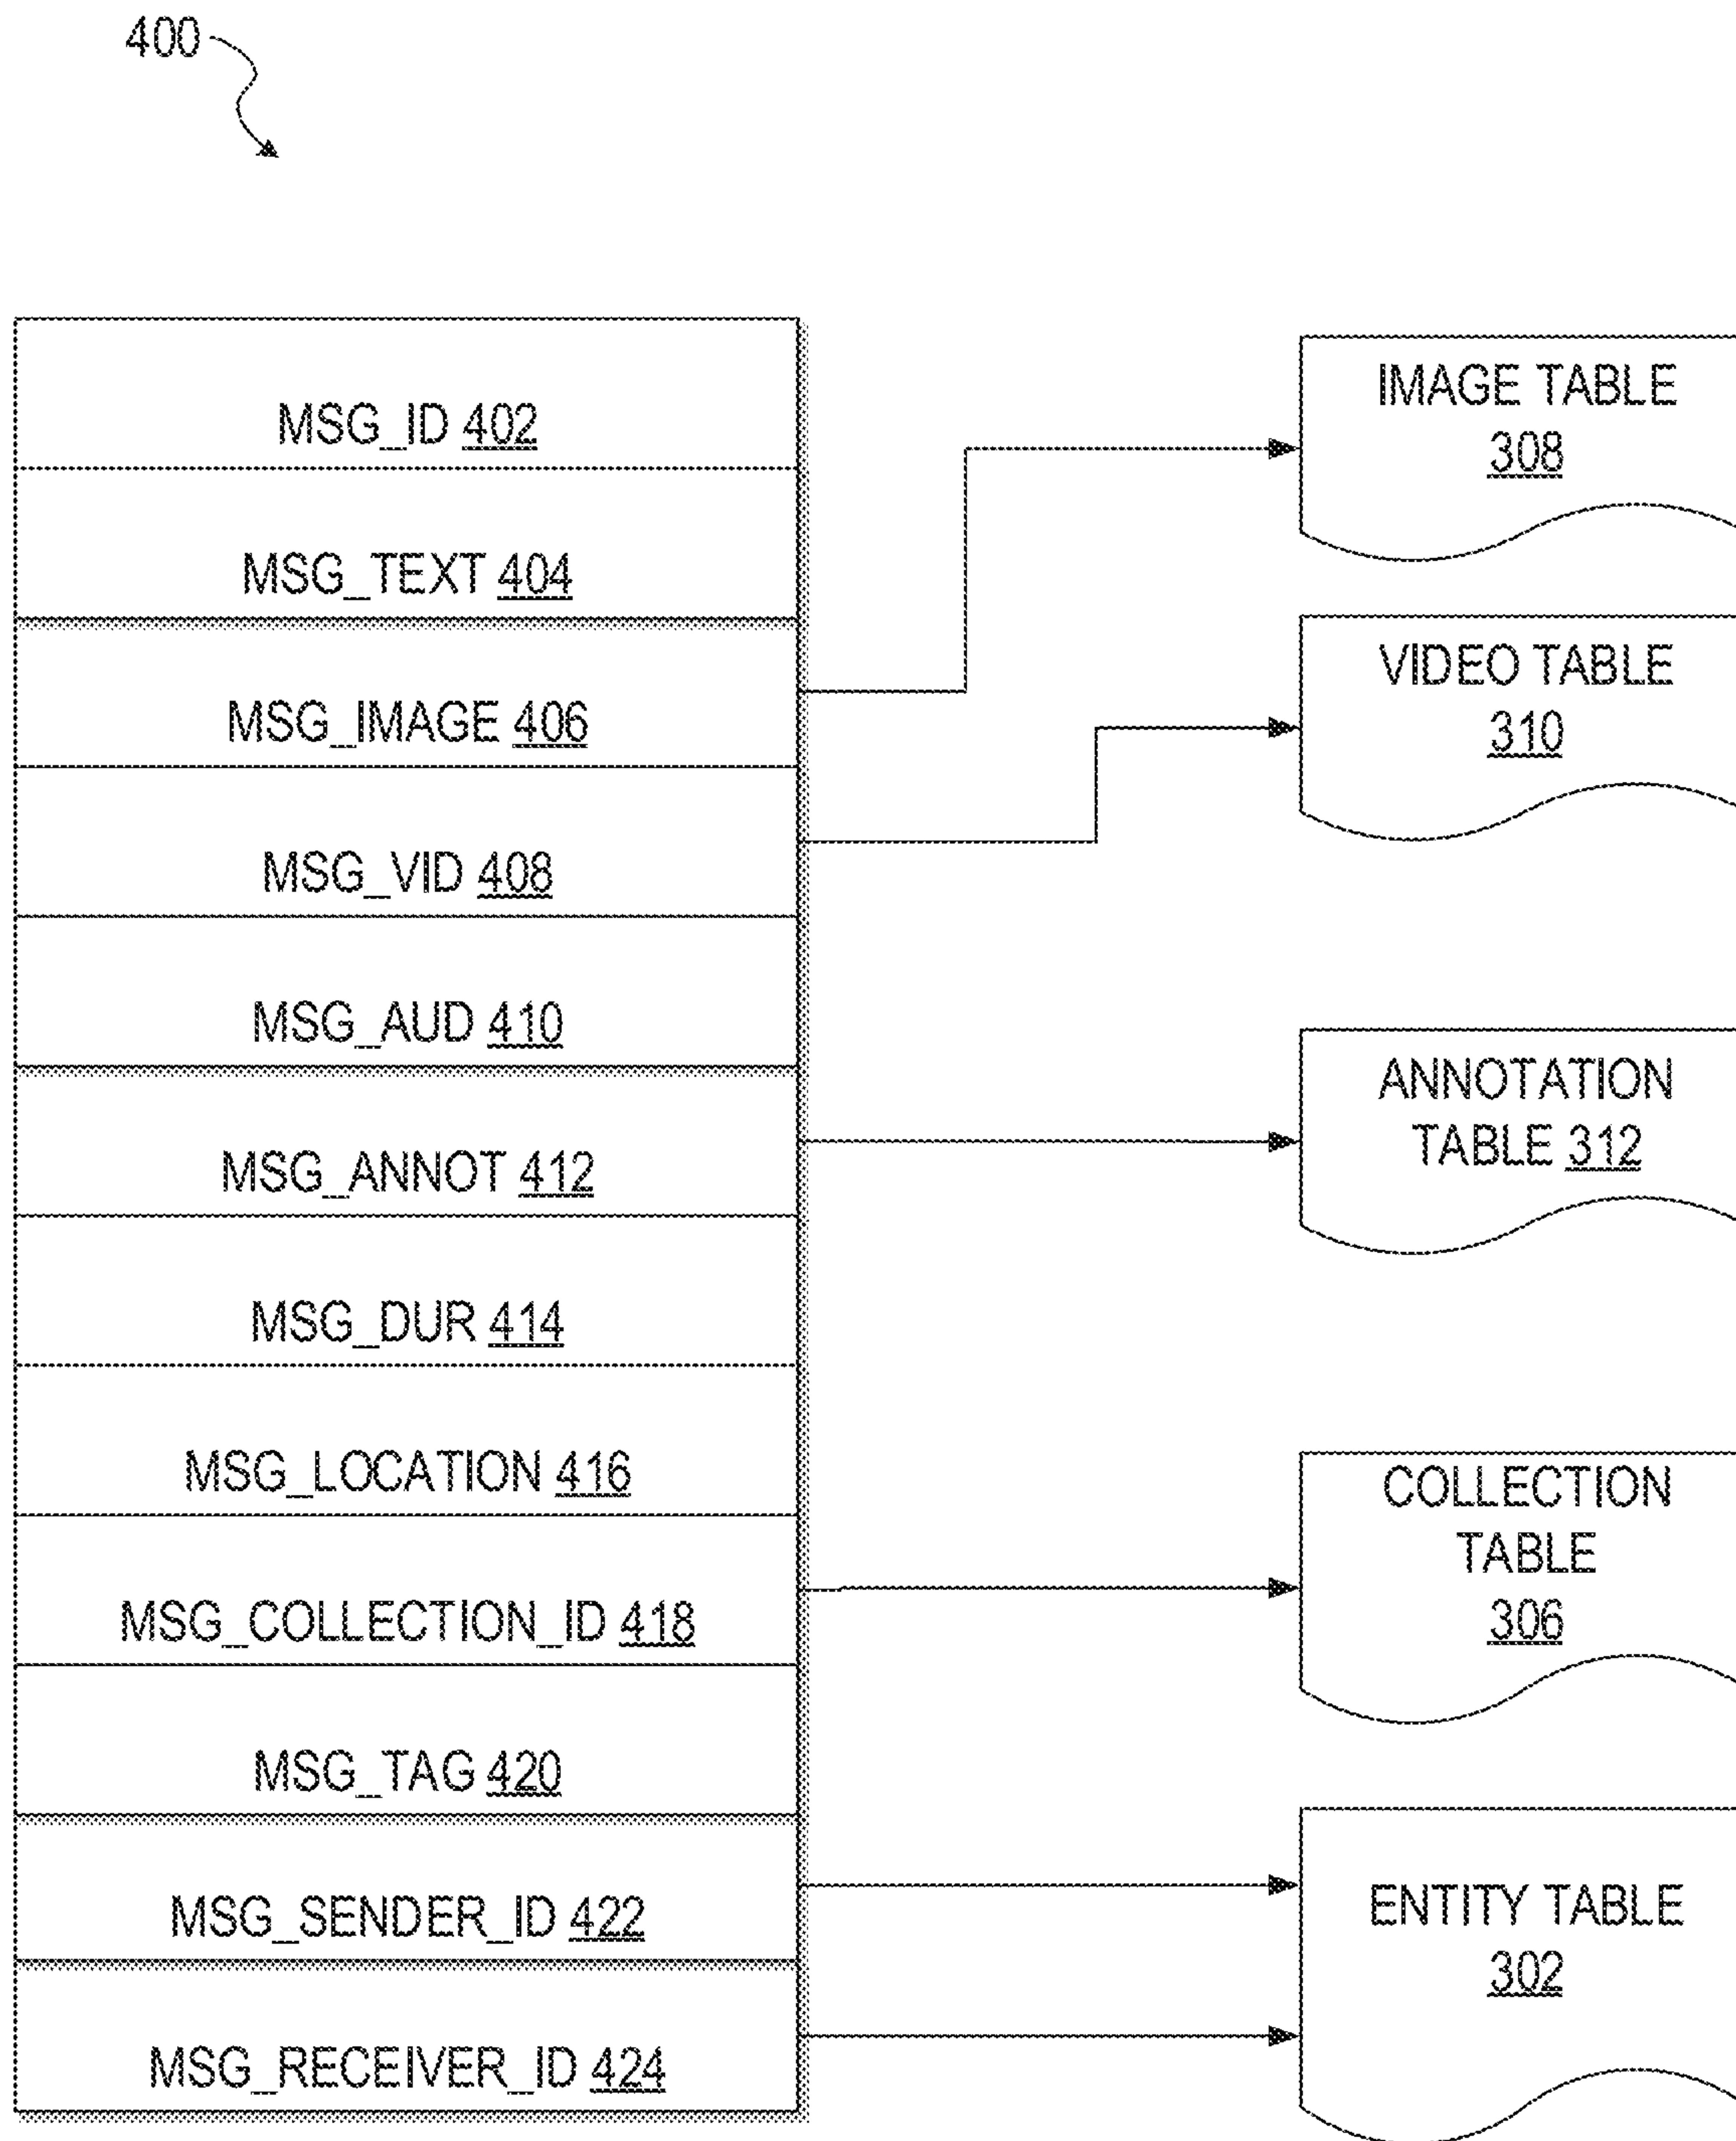 400
MSG_ID 402
MSG_TEXT 404
MSG_IMAGE 406
MSG_VID 408
MSG_AUD 410
MSG_ANNOT 412
MSG_DUR 414
MSG_LOCATION 416
MSG_COLLECTION_ID 418
MSG_TAG 420
MSG_SENDER_ID 422
MSG_RECEIVER_ID 424
IMAGE TABLE
308
VIDEO TABLE
310
ANNOTATION
TABLE 312
COLLECTION
TABLE
306
ENTITY TABLE
302